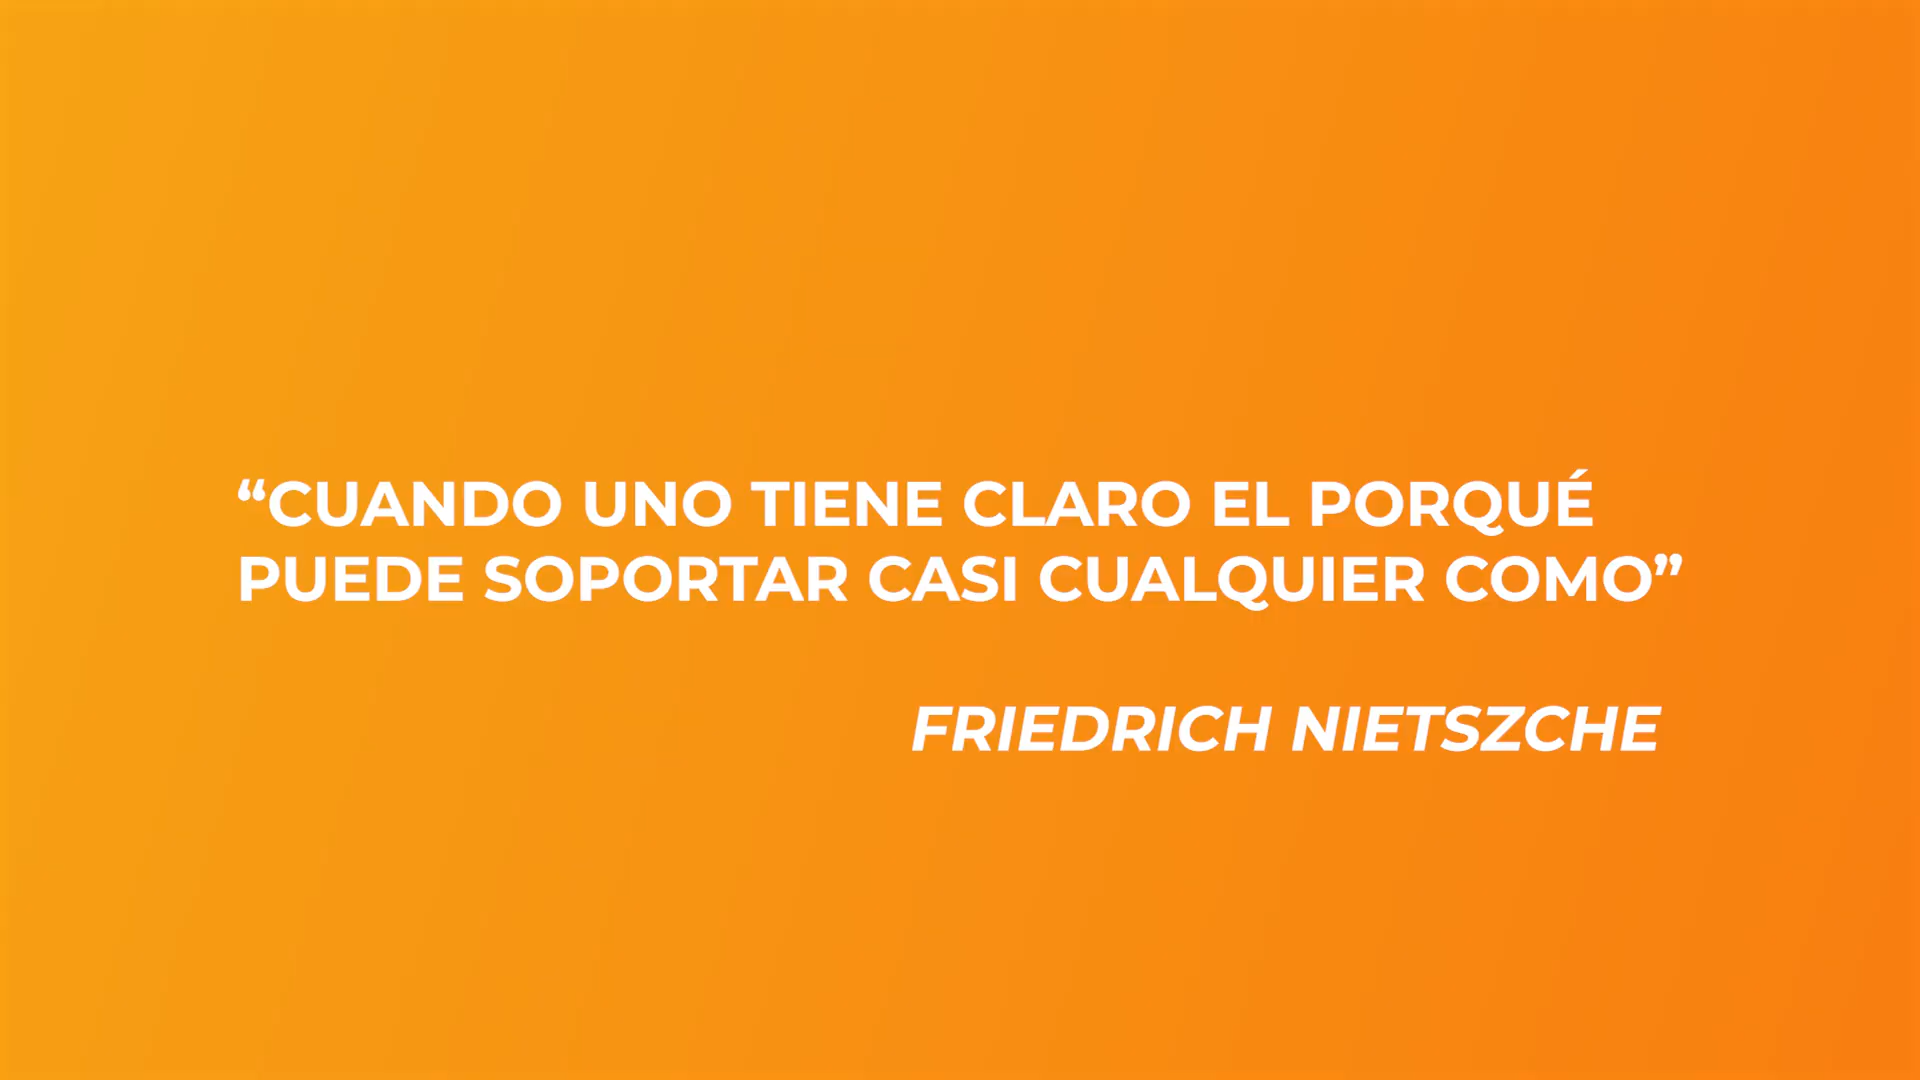 “CUANDO UNO TIENE CLARO EL PORQUÉ
PUEDE SOPORTAR CASI CUALQUIER COMO”
FRIEDRICH NIETSZCHE